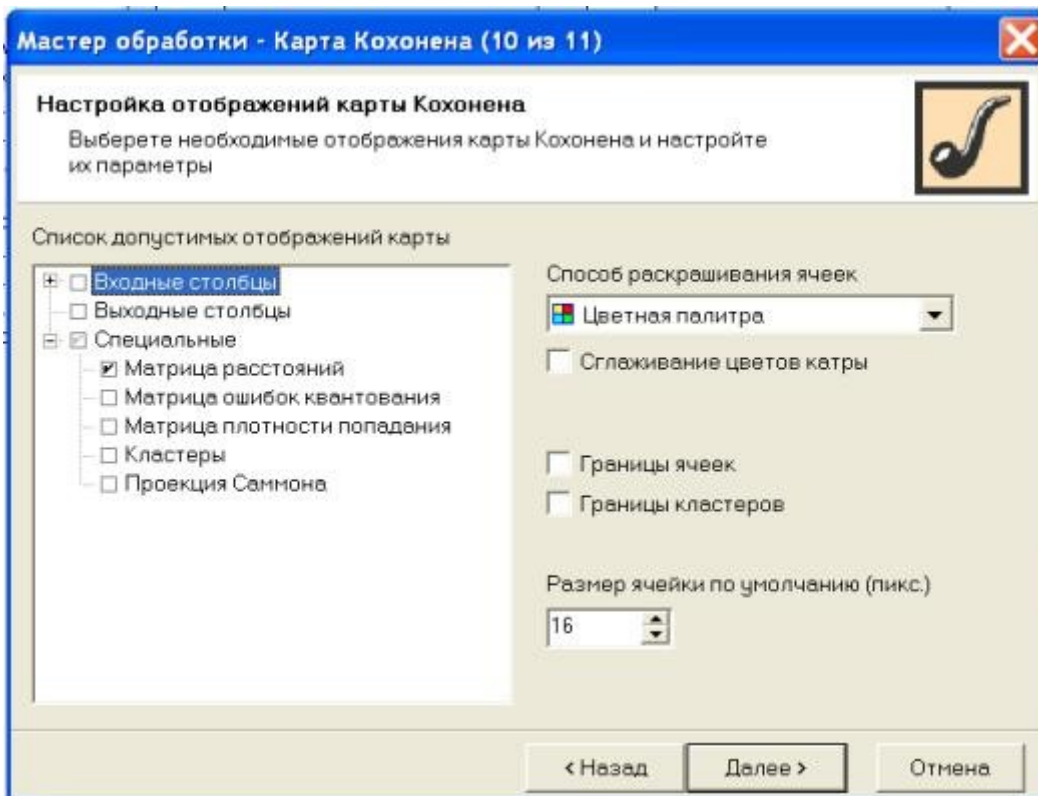 Мастер обработки - Карта Кохонена (10 из 11)
Настройка отображений карты Кохонена
Выберете необходимые отображения карты Кохонена и настройте
их параметры
Список допустимых отображений карты
Входные столбцы
Выходные столбцы
Специальные
Матрица расстояний
Матрица ошибок квантования
Матрица плотности попадания
Кластеры
Проекция Саммона
Способ раскрашивания ячеек
Цветная палитра
Сглаживание цветов катры
Границы ячеек
Границы кластеров
Размер ячейки по умолчанию (пикс.)
16
< Назад
Далее >
Отмена